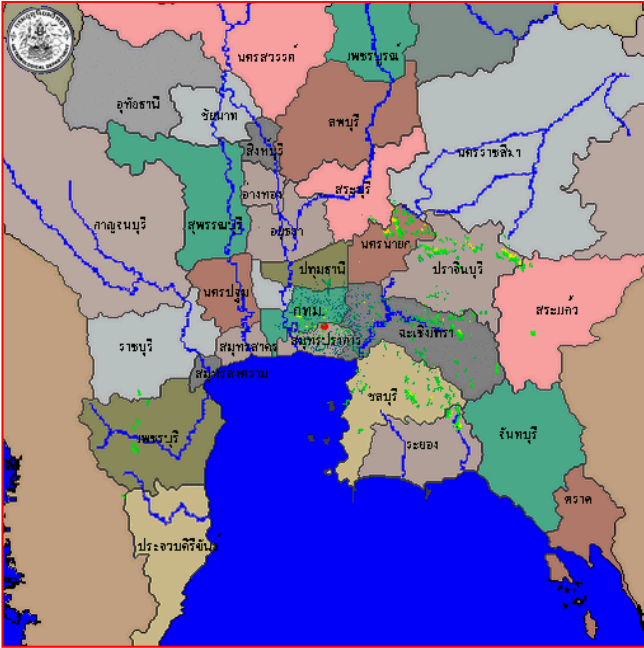 นครสวรรค์
เพชรบูรณ์
อุทัยธานี
ชัยนาท
ลพบุรี
สิงห์บุรี
นครราชสีมา
อ่างทอง
สระบุรี
กาญจนบุรี
สุพรรณบุรี
อยุธยา
นครนายก
ปราจีนบุรี
ปทุมธานี
นครปฐม
กทม.
สระแก้ว
ฉะเชิงเทรา
ราชบุรี
สมุทรสาคร
สมุทรปราการ
สมุทรสงคราม
ชลบุรี
เพชรบุรี
ระยอง
จันทบุรี
ตราด
ประจวบคีรีขันธ์